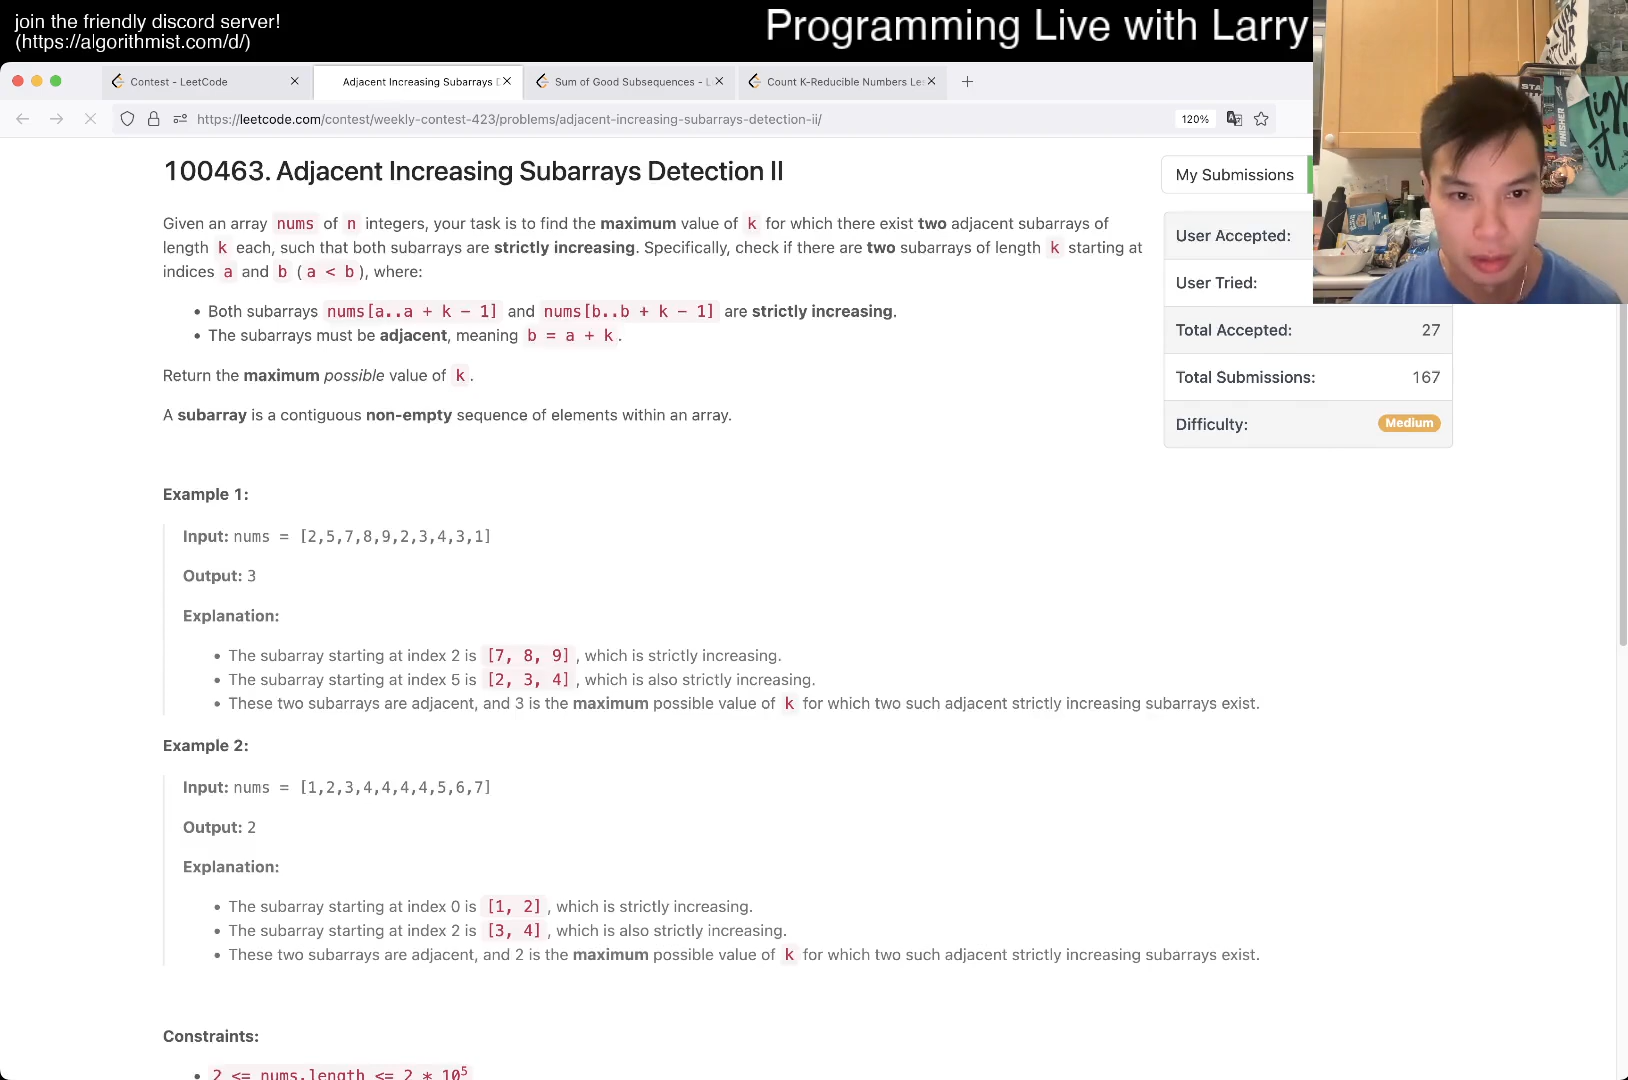 join the friendly discord server!
(https://algorithmist.com/d/)
Programming Live with Larry
Contest - LeetCode
Adjacent Increasing Subarrays D
Sum of Good Subsequences - L
Count K-Reducible Numbers Les
https://leetcode.com/contest/weekly-contest-423/problems/adjacent-increasing-subarrays-detection-ii/
120%
100463. Adjacent Increasing Subarrays Detection II
My Submissions
Given an array nums of n integers, your task is to find the maximum value of k for which there exist two adjacent subarrays of
length k each, such that both subarrays are strictly increasing. Specifically, check if there are two subarrays of length k starting at
indices a and b (a < b), where:
• Both subarrays nums[a..a + k - 1] and nums[b..b + k - 1] are strictly increasing.
• The subarrays must be adjacent, meaning b = a + k.
Return the maximum possible value of k.
A subarray is a contiguous non-empty sequence of elements within an array.
User Accepted:
User Tried:
Total Accepted: 27
Total Submissions: 167
Difficulty: Medium
Example 1:
Input: nums = [2,5,7,8,9,2,3,4,3,1]
Output: 3
Explanation:
• The subarray starting at index 2 is [7, 8, 9], which is strictly increasing.
• The subarray starting at index 5 is [2, 3, 4], which is also strictly increasing.
• These two subarrays are adjacent, and 3 is the maximum possible value of k for which two such adjacent strictly increasing subarrays exist.
Example 2:
Input: nums = [1,2,3,4,4,4,4,5,6,7]
Output: 2
Explanation:
• The subarray starting at index 0 is [1, 2], which is strictly increasing.
• The subarray starting at index 2 is [3, 4], which is also strictly increasing.
• These two subarrays are adjacent, and 2 is the maximum possible value of k for which two such adjacent strictly increasing subarrays exist.
Constraints:
• 2 <= nums.length <= 2 * 10⁵